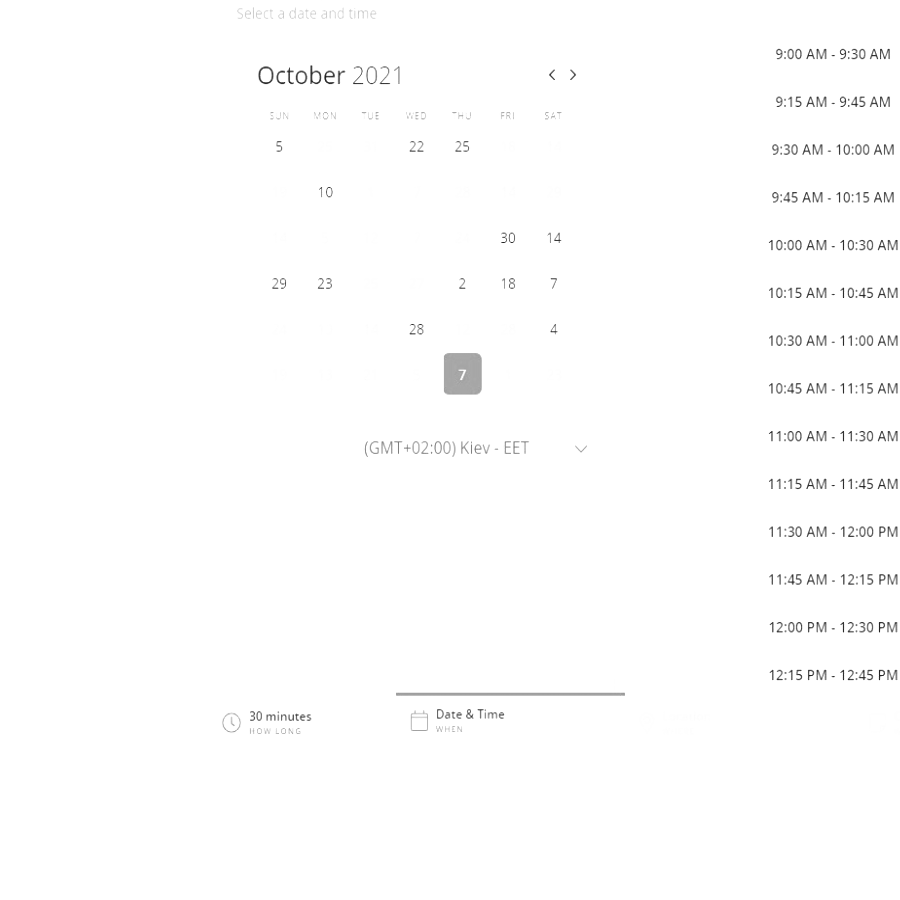 Select a date and time
October 2021
SUN MON TUE WED THU FRI SAT
5 22 25
10
30 14
29 23 2 18 7
28 4
7
(GMT+02:00) Kiev - EET
9:00 AM - 9:30 AM
9:15 AM - 9:45 AM
9:30 AM - 10:00 AM
9:45 AM - 10:15 AM
10:00 AM - 10:30 AM
10:15 AM - 10:45 AM
10:30 AM - 11:00 AM
10:45 AM - 11:15 AM
11:00 AM - 11:30 AM
11:15 AM - 11:45 AM
11:30 AM - 12:00 PM
11:45 AM - 12:15 PM
12:00 PM - 12:30 PM
12:15 PM - 12:45 PM
30 minutes
HOW LONG
Date & Time
WHEN